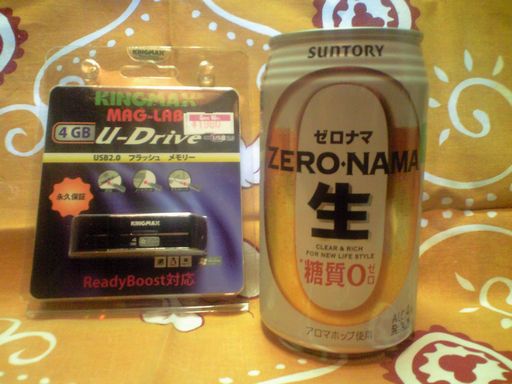 KINGMAX
KINGMAX
MAG-LAB
4 GB
U-Drive
USB2.0 フラッシュ メモリー
永久保証
KINGMAX
ReadyBoost対応
SUNTORY
ゼロナマ
ZERO·NAMA
生
CLEAR & RICH
FOR NEW LIFE STYLE
*糖質0ゼロ
アロマホップ使用